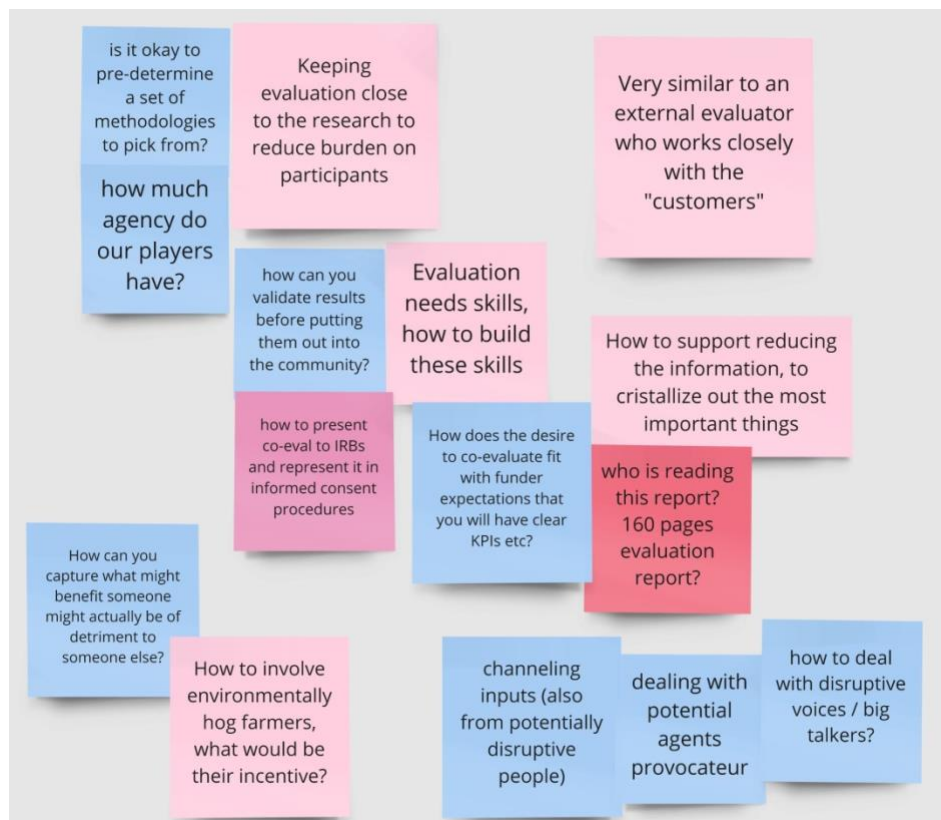 is it okay to
pre-determine
a set of
methodologies
to pick from?
how much
agency do
our players
have?
Keeping
evaluation close
to the research to
reduce burden on
participants
Very similar to an
external evaluator
who works closely
with the
"customers"
how can you
validate results
before putting
them out into
the community?
Evaluation
needs skills,
how to build
these skills
How to support reducing
the information, to
cristallize out the most
important things
how to present
co-eval to IRBs
and represent it in
informed consent
procedures
How does the desire
to co-evaluate fit
with funder
expectations that
you will have clear
KPIs etc?
who is reading
this report?
160 pages
evaluation
report?
How can you
capture what might
benefit someone
might actually be of
detriment to
someone else?
How to involve
environmentally
hog farmers,
what would be
their incentive?
channeling
inputs (also
from potentially
disruptive
people)
dealing with
potential
agents
provocateur
how to deal
with disruptive
voices / big
talkers?